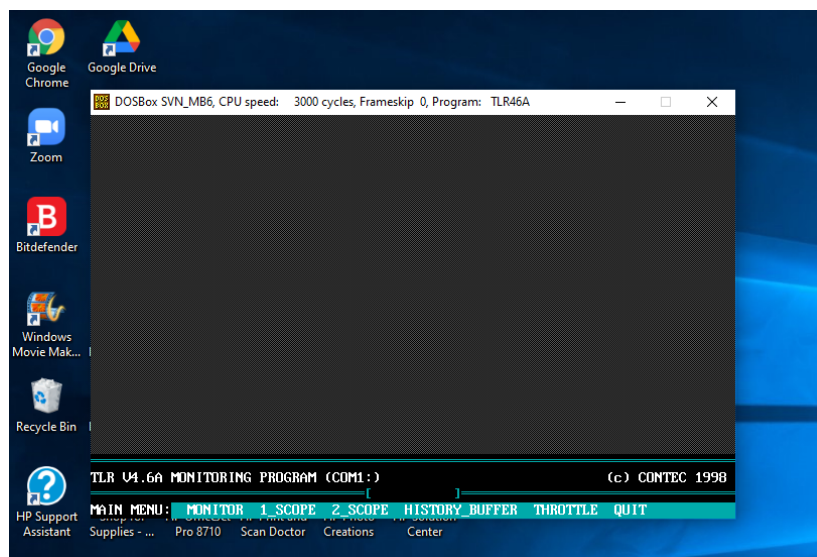 Google Chrome
Google Drive
DOSBox SVN_MB6, CPU speed: 3000 cycles, Frameskip 0, Program: TLR46A
Zoom
Bitdefender
Windows
Movie Mak...
Recycle Bin
TLR V4.6A MONITORING PROGRAM (COM1:) (c) CONTEC 1998
[ ]
MAIN MENU: MONITOR 1_SCOPE 2_SCOPE HISTORY_BUFFER THROTTLE QUIT
HP Support
Assistant
Supplies - ...
Pro 8710
Scan Doctor
Creations
Center